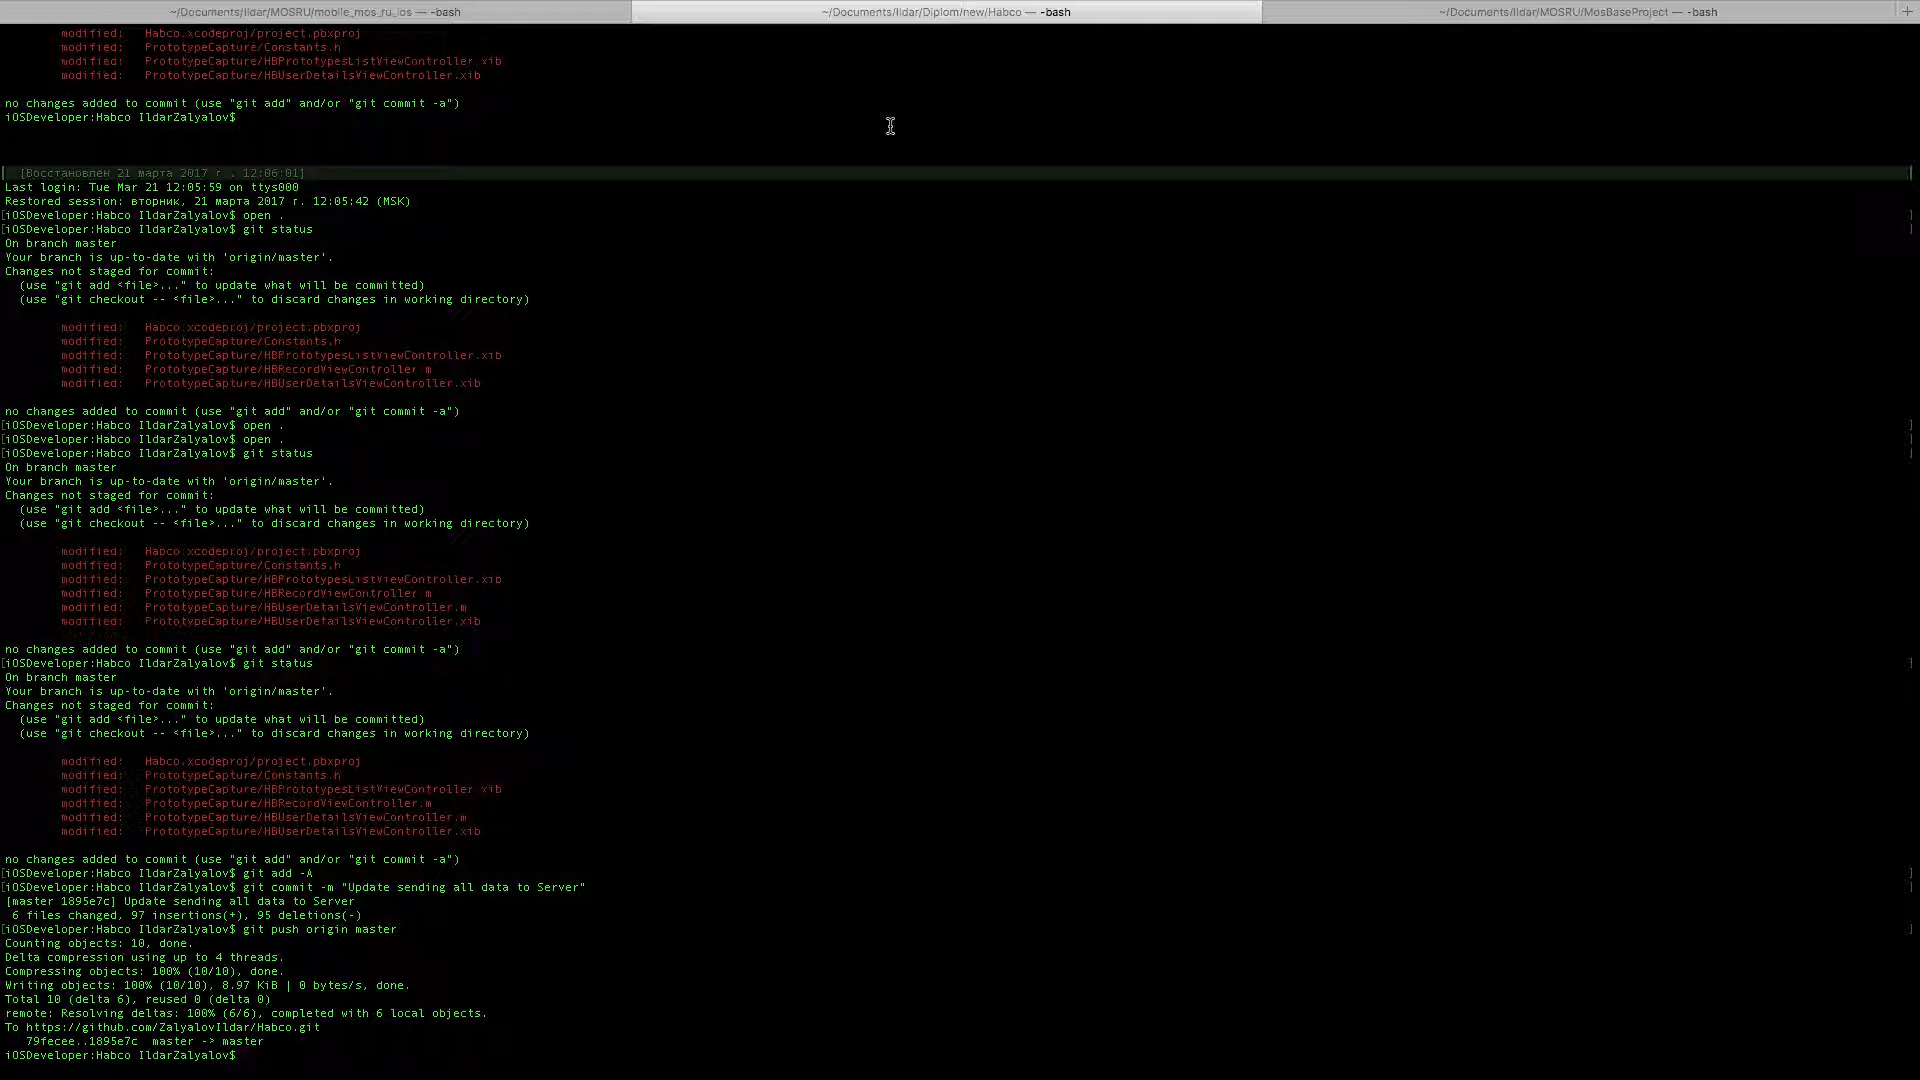 ~/Documents/Ildar/MOSRU/mobile_mos_ru_ios — -bash
~/Documents/Ildar/Diplom/new/Habco — -bash
~/Documents/Ildar/MOSRU/MosBaseProject — -bash
+
modified: Habco.xcodeproj/project.pbxproj
modified: PrototypeCapture/Constants.h
modified: PrototypeCapture/HBPrototypesListViewController.xib
modified: PrototypeCapture/HBUserDetailsViewController.xib
no changes added to commit (use "git add" and/or "git commit -a")
iOSDeveloper:Habco IldarZalyalov$
[Восстановлен 21 марта 2017 г., 12:06:01]
Last login: Tue Mar 21 12:05:59 on ttys000
Restored session: вторник, 21 марта 2017 г. 12:05:42 (MSK)
[iOSDeveloper:Habco IldarZalyalov$ open . ]
[iOSDeveloper:Habco IldarZalyalov$ git status ]
On branch master
Your branch is up-to-date with 'origin/master'.
Changes not staged for commit:
(use "git add <file>..." to update what will be committed)
(use "git checkout -- <file>..." to discard changes in working directory)
modified: Habco.xcodeproj/project.pbxproj
modified: PrototypeCapture/Constants.h
modified: PrototypeCapture/HBPrototypesListViewController.xib
modified: PrototypeCapture/HBRecordViewController.m
modified: PrototypeCapture/HBUserDetailsViewController.xib
no changes added to commit (use "git add" and/or "git commit -a")
[iOSDeveloper:Habco IldarZalyalov$ open . ]
[iOSDeveloper:Habco IldarZalyalov$ open . ]
[iOSDeveloper:Habco IldarZalyalov$ git status ]
On branch master
Your branch is up-to-date with 'origin/master'.
Changes not staged for commit:
(use "git add <file>..." to update what will be committed)
(use "git checkout -- <file>..." to discard changes in working directory)
modified: Habco.xcodeproj/project.pbxproj
modified: PrototypeCapture/Constants.h
modified: PrototypeCapture/HBPrototypesListViewController.xib
modified: PrototypeCapture/HBRecordViewController.m
modified: PrototypeCapture/HBUserDetailsViewController.m
modified: PrototypeCapture/HBUserDetailsViewController.xib
no changes added to commit (use "git add" and/or "git commit -a")
[iOSDeveloper:Habco IldarZalyalov$ git status ]
On branch master
Your branch is up-to-date with 'origin/master'.
Changes not staged for commit:
(use "git add <file>..." to update what will be committed)
(use "git checkout -- <file>..." to discard changes in working directory)
modified: Habco.xcodeproj/project.pbxproj
modified: PrototypeCapture/Constants.h
modified: PrototypeCapture/HBPrototypesListViewController.xib
modified: PrototypeCapture/HBRecordViewController.m
modified: PrototypeCapture/HBUserDetailsViewController.m
modified: PrototypeCapture/HBUserDetailsViewController.xib
no changes added to commit (use "git add" and/or "git commit -a")
[iOSDeveloper:Habco IldarZalyalov$ git add -A ]
[iOSDeveloper:Habco IldarZalyalov$ git commit -m "Update sending all data to Server" ]
[master 1895e7c] Update sending all data to Server
6 files changed, 97 insertions(+), 95 deletions(-)
[iOSDeveloper:Habco IldarZalyalov$ git push origin master ]
Counting objects: 10, done.
Delta compression using up to 4 threads.
Compressing objects: 100% (10/10), done.
Writing objects: 100% (10/10), 8.97 KiB | 0 bytes/s, done.
Total 10 (delta 6), reused 0 (delta 0)
remote: Resolving deltas: 100% (6/6), completed with 6 local objects.
To https://github.com/ZalyalovIldar/Habco.git
79fecee..1895e7c master -> master
iOSDeveloper:Habco IldarZalyalov$